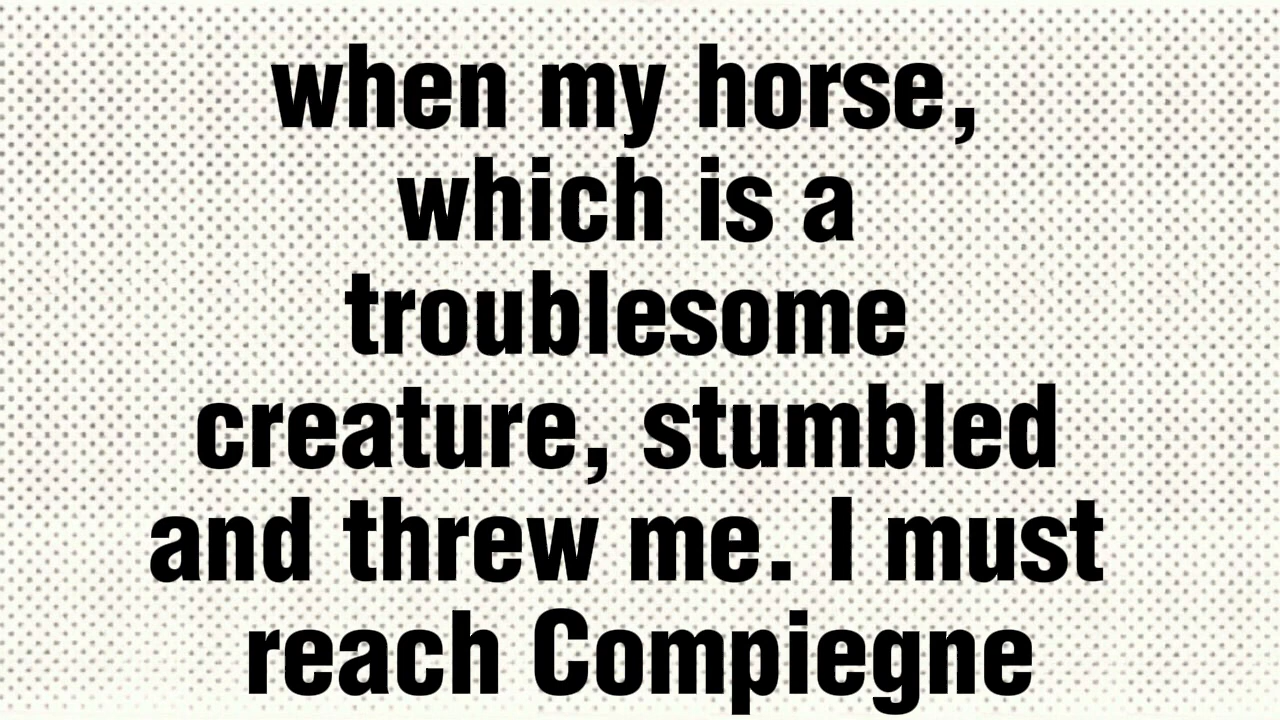 when my horse,
which is a
troublesome
creature, stumbled
and threw me. I must
reach Compiegne